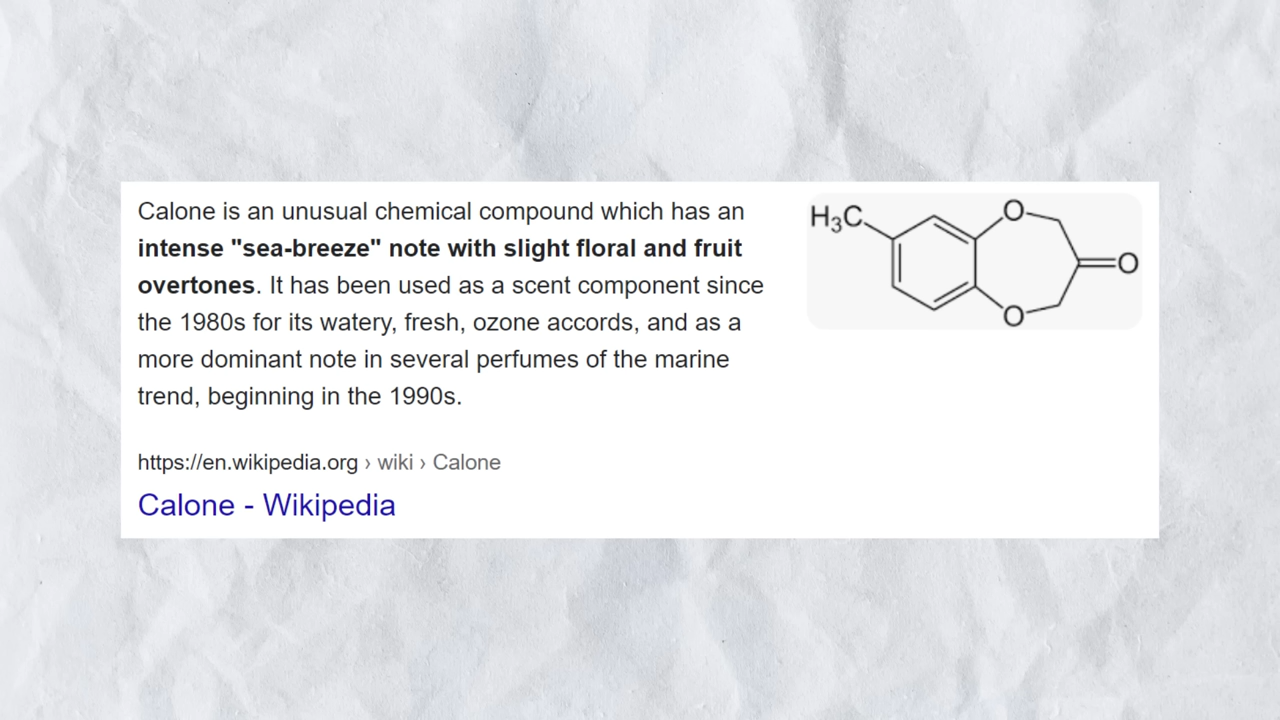 Calone is an unusual chemical compound which has an
intense "sea-breeze" note with slight floral and fruit
overtones. It has been used as a scent component since
the 1980s for its watery, fresh, ozone accords, and as a
more dominant note in several perfumes of the marine
trend, beginning in the 1990s.
https://en.wikipedia.org › wiki › Calone
Calone - Wikipedia
H₃C
O
O
O